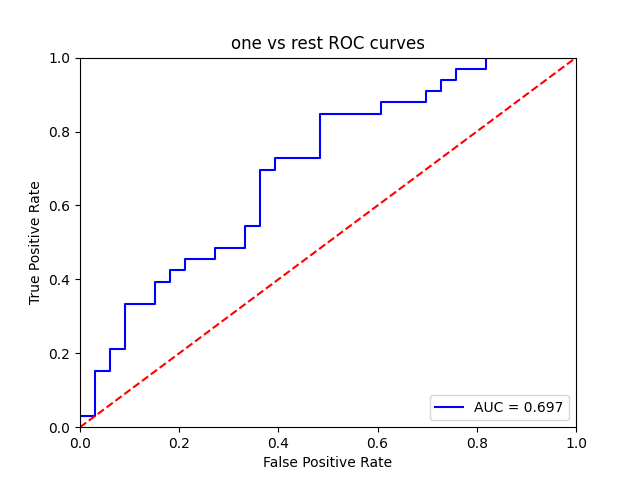 one vs rest ROC curves
1.0
0.8
0.6
0.4
0.2
0.0
True Positive Rate
AUC = 0.697
0.0 0.2 0.4 0.6 0.8 1.0
False Positive Rate